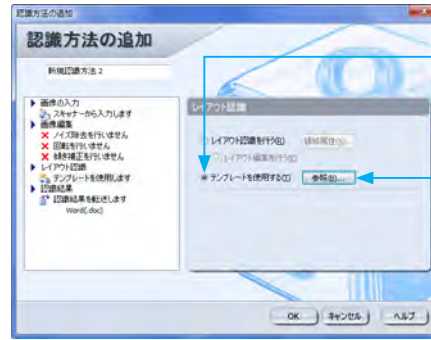 認識方法の追加
認識方法の追加
新規認識方法 2
画像の入力
スキャナーから入力します
画像編集
ノイズ除去を行いません
回転を行いません
傾き補正を行いません
レイアウト認識
テンプレートを使用します
認識結果
認識結果を転送します
Word(.doc)
レイアウト認識
レイアウト認識を行う(E)
領域属性(G)...
レイアウト編集を行う(E)
テンプレートを使用する(T)
参照(B)...
OK
キャンセル
ヘルプ